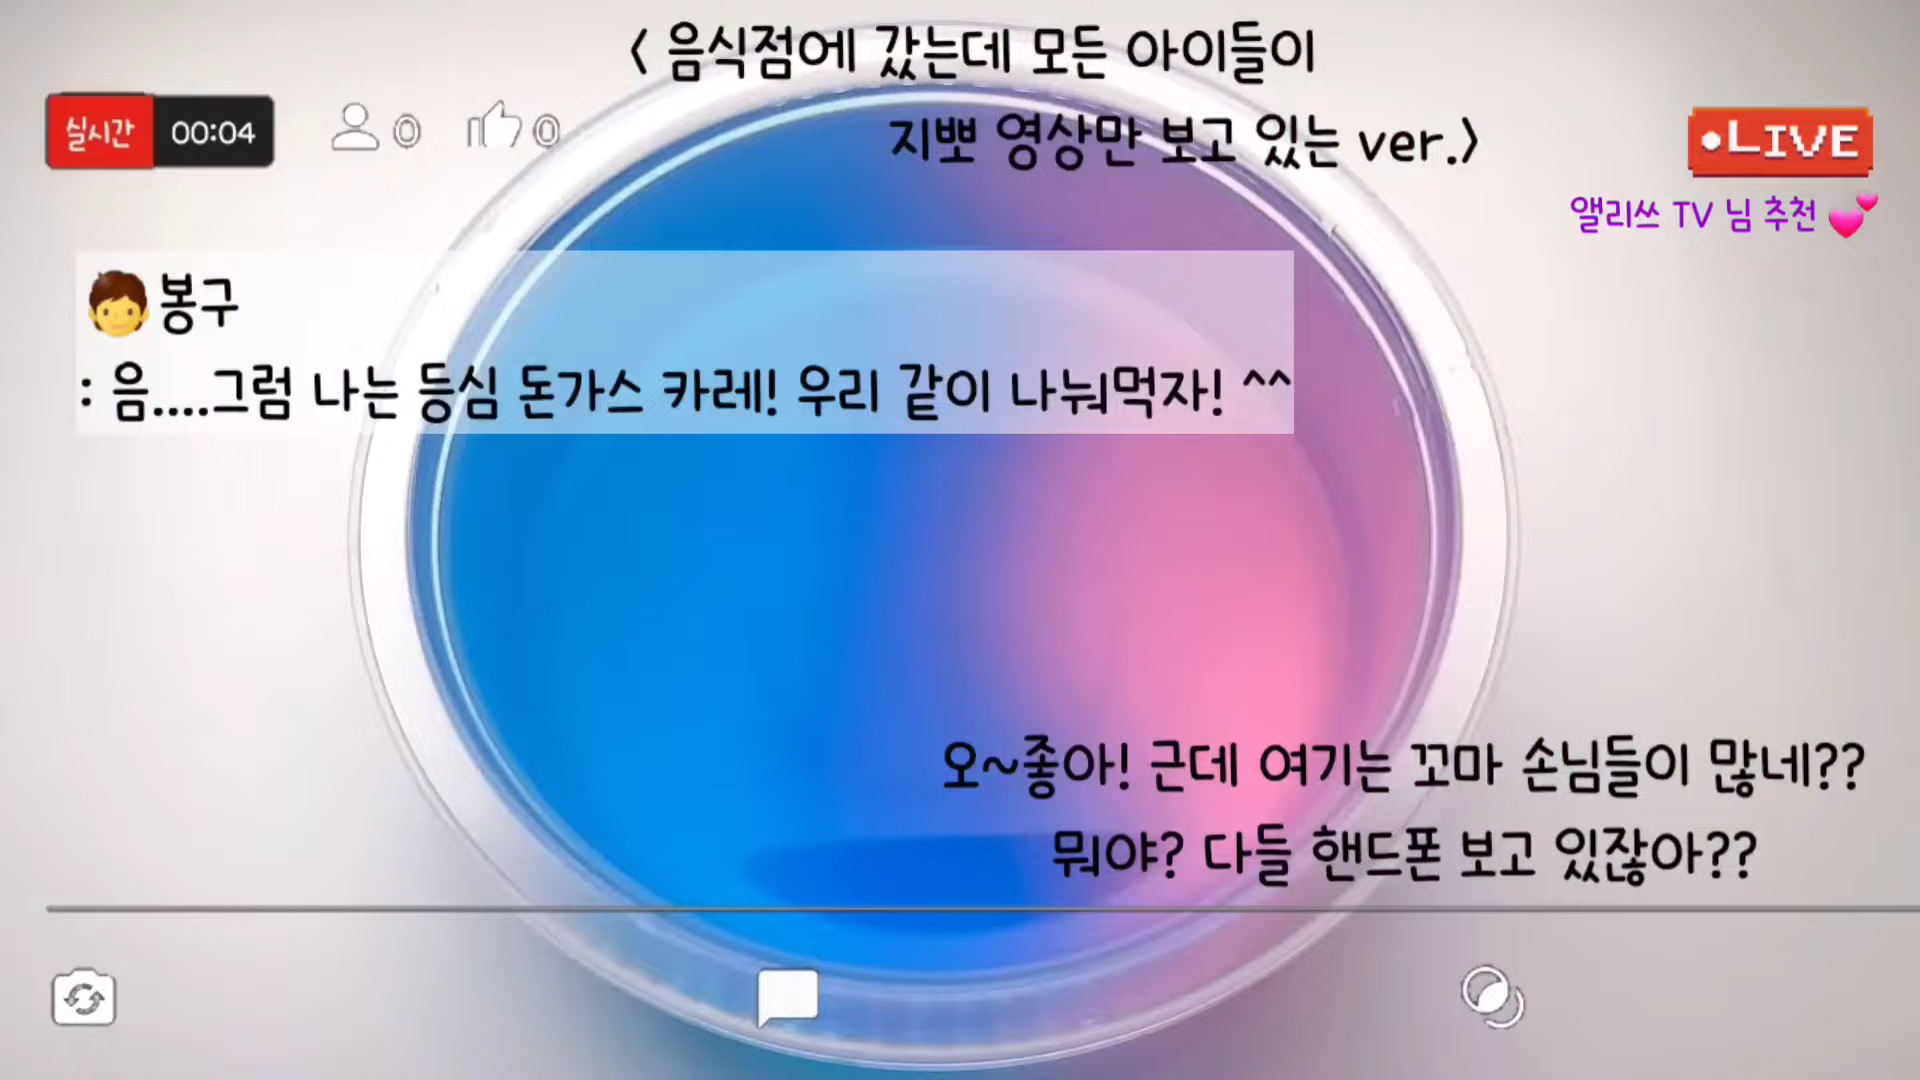 < 음식점에 갔는데 모든 아이들이
지뽀 영상만 보고 있는 ver.>
실시간 00:04 0 0
LIVE
앨리쓰 TV 님 추천 💕
봉구
: 음....그럼 나는 등심 돈가스 카레! 우리 같이 나눠먹자! ^^
오~좋아! 근데 여기는 꼬마 손님들이 많네??
뭐야? 다들 핸드폰 보고 있잖아??